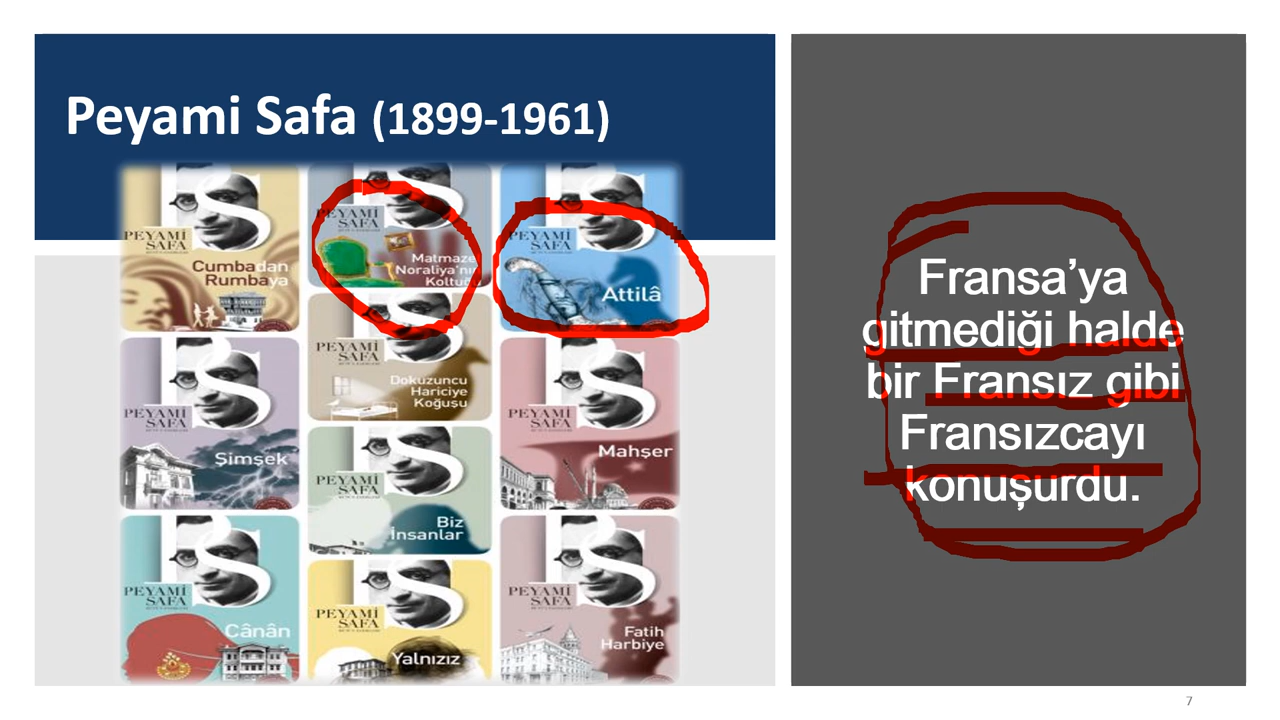 Peyami Safa (1899-1961)
PEYAMİ
SAFA
Cumbadan
Rumbaya
PEYAMİ
SAFA
Matmazel
Noraliya'nın
Koltuğu
PEYAMİ
SAFA
Attilâ
PEYAMİ
SAFA
Dokuzuncu
Hariciye
Koğuşu
PEYAMİ
SAFA
Şimşek
PEYAMİ
SAFA
Mahşer
PEYAMİ
SAFA
Biz
İnsanlar
PEYAMİ
SAFA
Cânân
PEYAMİ
SAFA
Yalnızız
PEYAMİ
SAFA
Fatih
Harbiye
Fransa’ya
gitmediği halde
bir Fransız gibi
Fransızcayı
konuşurdu.
7